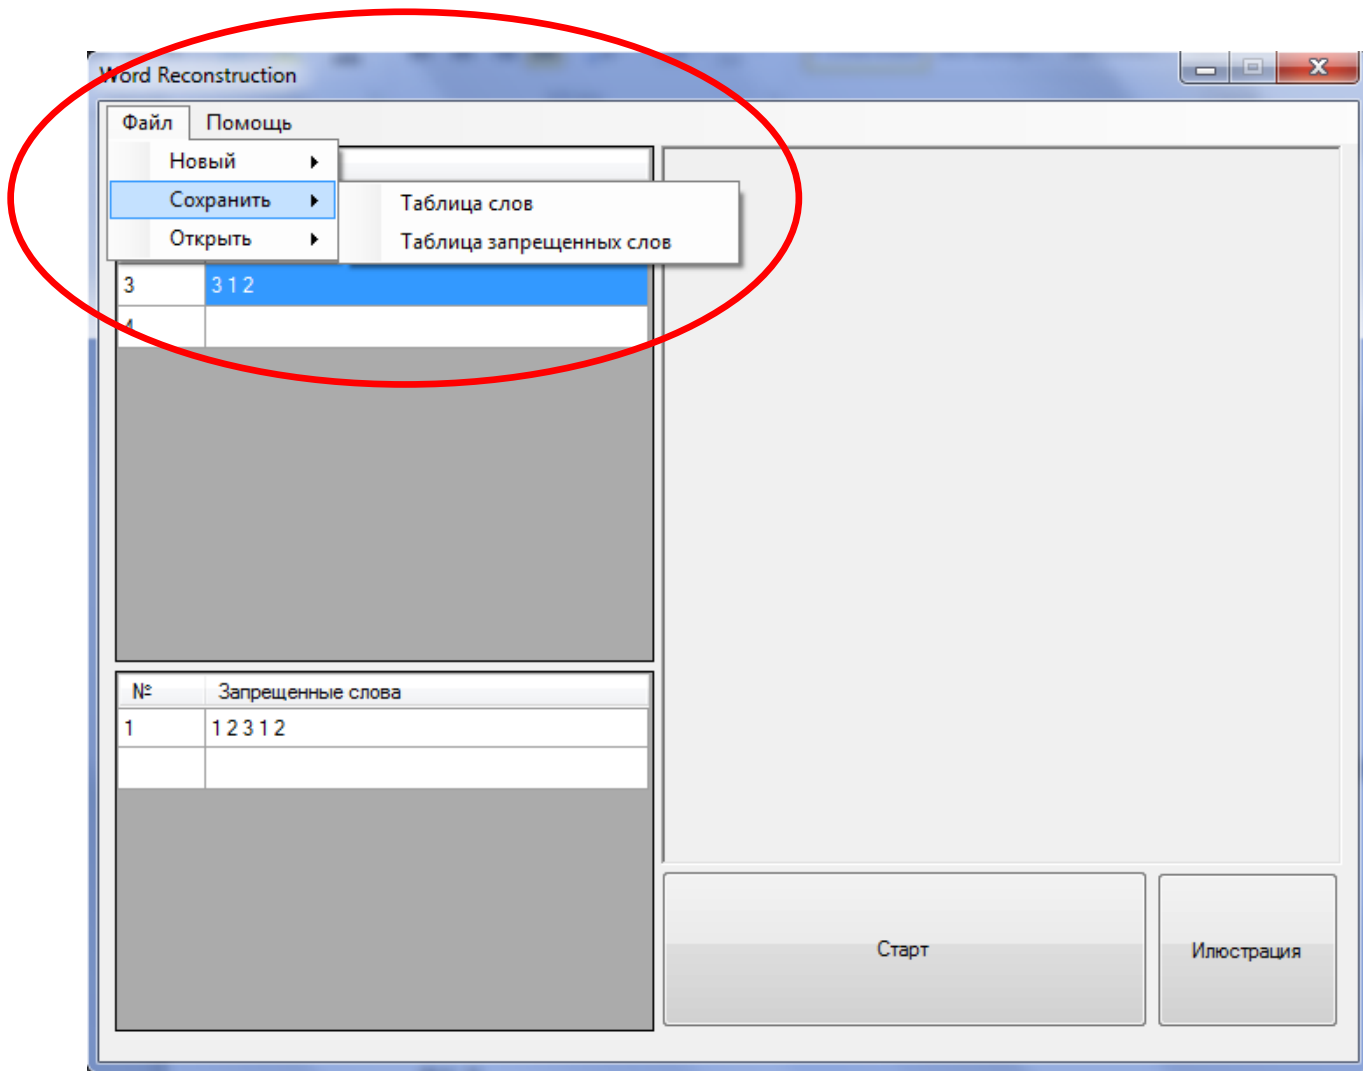 Word Reconstruction
Файл Помощь
Новый
Сохранить
Открыть
Таблица слов
Таблица запрещенных слов
3 3 1 2
4
№ Запрещенные слова
1 1 2 3 1 2
Старт
Илюстрация